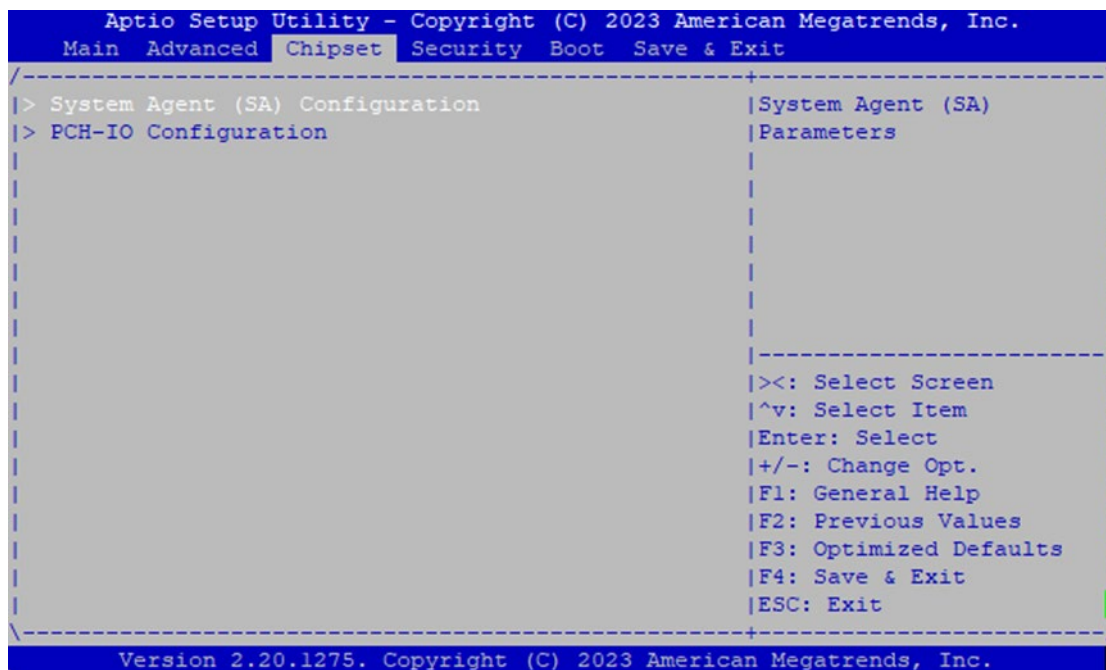 Aptio Setup Utility – Copyright (C) 2023 American Megatrends, Inc.
Main Advanced Chipset Security Boot Save & Exit
> System Agent (SA) Configuration
> PCH-IO Configuration
System Agent (SA)
Parameters
><: Select Screen
^v: Select Item
Enter: Select
+/-: Change Opt.
F1: General Help
F2: Previous Values
F3: Optimized Defaults
F4: Save & Exit
ESC: Exit
Version 2.20.1275. Copyright (C) 2023 American Megatrends, Inc.